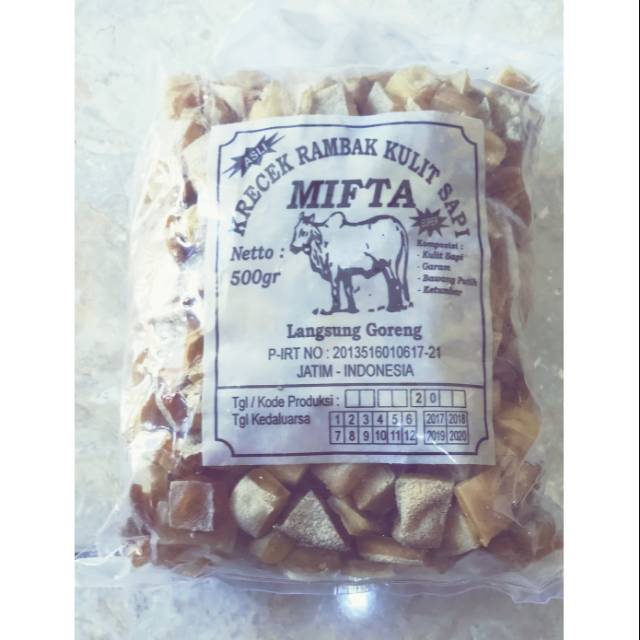 ASLI
KRECEK RAMBAK KULIT SAPI
MIFTA
Netto :
500gr
Komposisi :
- Kulit Sapi
- Garam
- Bawang Putih
- Ketumbar
Langsung Goreng
P-IRT NO : 2013516010617-21
JATIM - INDONESIA
Tgl / Kode Produksi : 2 0
Tgl Kedaluarsa 1 2 3 4 5 6 2017 2018
7 8 9 10 11 12 2019 2020